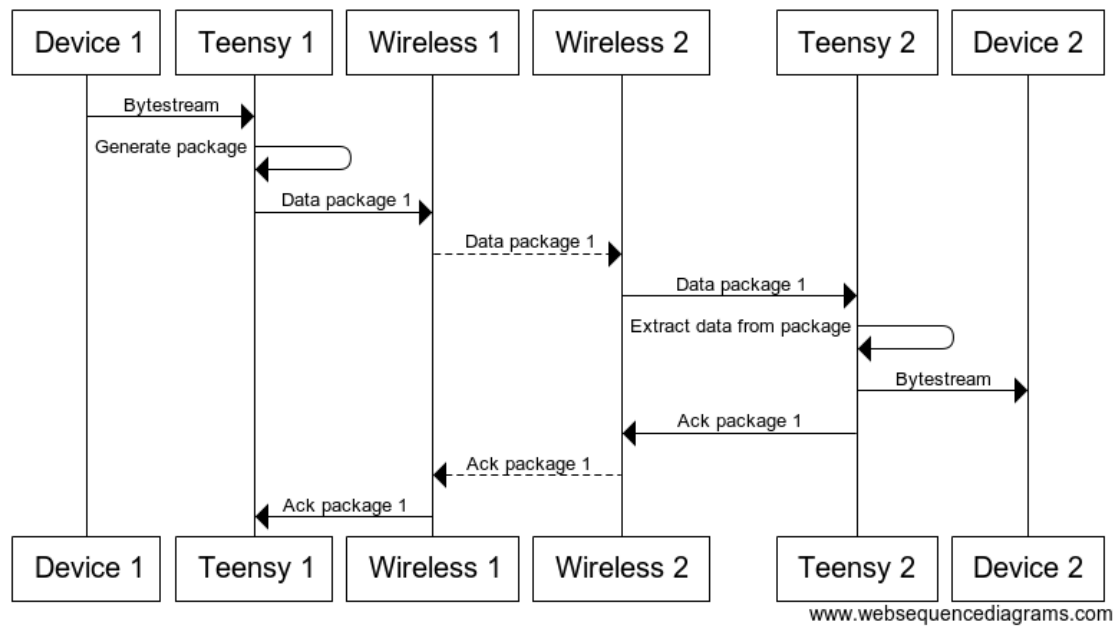 Device 1 Teensy 1 Wireless 1 Wireless 2 Teensy 2 Device 2
Bytestream
Generate package
Data package 1
Data package 1
Data package 1
Extract data from package
Bytestream
Ack package 1
Ack package 1
Ack package 1
Device 1 Teensy 1 Wireless 1 Wireless 2 Teensy 2 Device 2
www.websequencediagrams.com